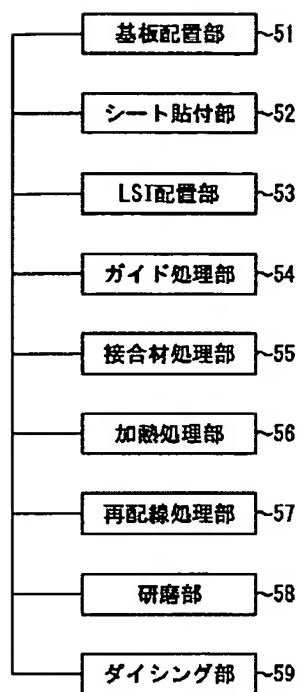 基板配置部 ~51
シート貼付部 ~52
LSI配置部 ~53
ガイド処理部 ~54
接合材処理部 ~55
加熱処理部 ~56
再配線処理部 ~57
研磨部 ~58
ダイシング部 ~59